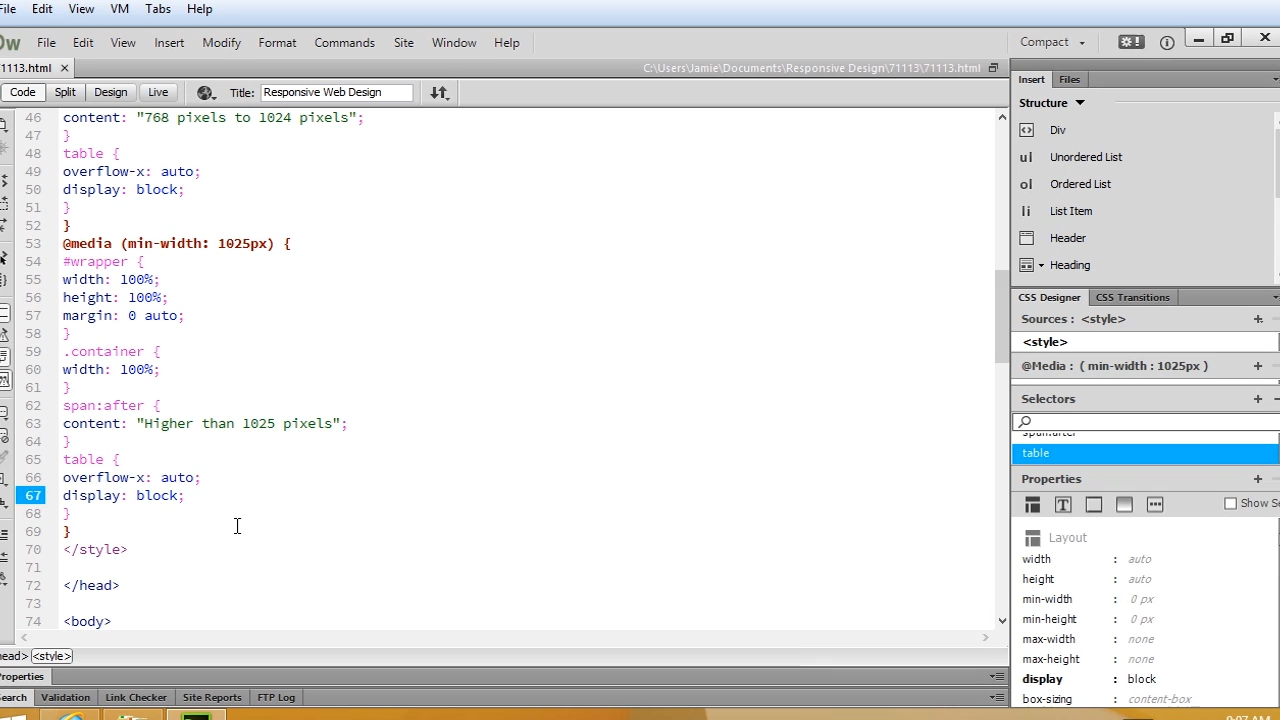 File Edit View VM Tabs Help
Dw File Edit View Insert Modify Format Commands Site Window Help Compact
71113.html C:\Users\Jamie\Documents\Responsive Design\71113\71113.html
Code Split Design Live Title: Responsive Web Design
46 content: "768 pixels to 1024 pixels";
47 }
48 table {
49 overflow-x: auto;
50 display: block;
51 }
52 }
53 @media (min-width: 1025px) {
54 #wrapper {
55 width: 100%;
56 height: 100%;
57 margin: 0 auto;
58 }
59 .container {
60 width: 100%;
61 }
62 span:after {
63 content: "Higher than 1025 pixels";
64 }
65 table {
66 overflow-x: auto;
67 display: block;
68 }
69 }
70 </style>
71
72 </head>
73
74 <body>
head> <style>
Properties
Search Validation Link Checker Site Reports FTP Log
Insert Files
Structure
Div
ul Unordered List
ol Ordered List
li List Item
Header
Heading
CSS Designer CSS Transitions
Sources : <style>
<style>
@Media : ( min-width : 1025px )
Selectors
span:after
table
Properties
Show Se
Layout
width : auto
height : auto
min-width : 0 px
min-height : 0 px
max-width : none
max-height : none
display : block
box-sizing : content-box